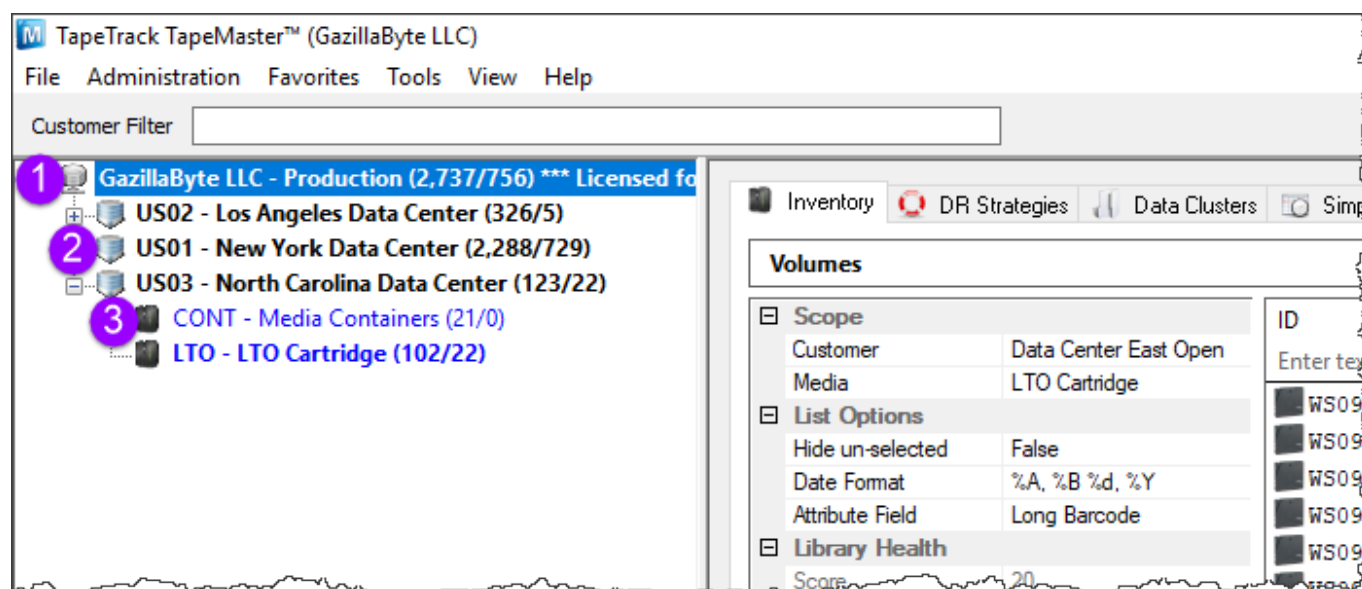 TapeTrack TapeMaster™ (GazillaByte LLC)
File Administration Favorites Tools View Help
Customer Filter
1 GazillaByte LLC - Production (2,737/756) *** Licensed fo
US02 - Los Angeles Data Center (326/5)
2 US01 - New York Data Center (2,288/729)
US03 - North Carolina Data Center (123/22)
3 CONT - Media Containers (21/0)
LTO - LTO Cartridge (102/22)
Inventory DR Strategies Data Clusters Simp
Volumes
Scope
Customer Data Center East Open
Media LTO Cartridge
List Options
Hide un-selected False
Date Format %A, %B %d, %Y
Attribute Field Long Barcode
Library Health
Score 20
ID
Enter tex
WS09
WS09
WS09
WS09
WS09